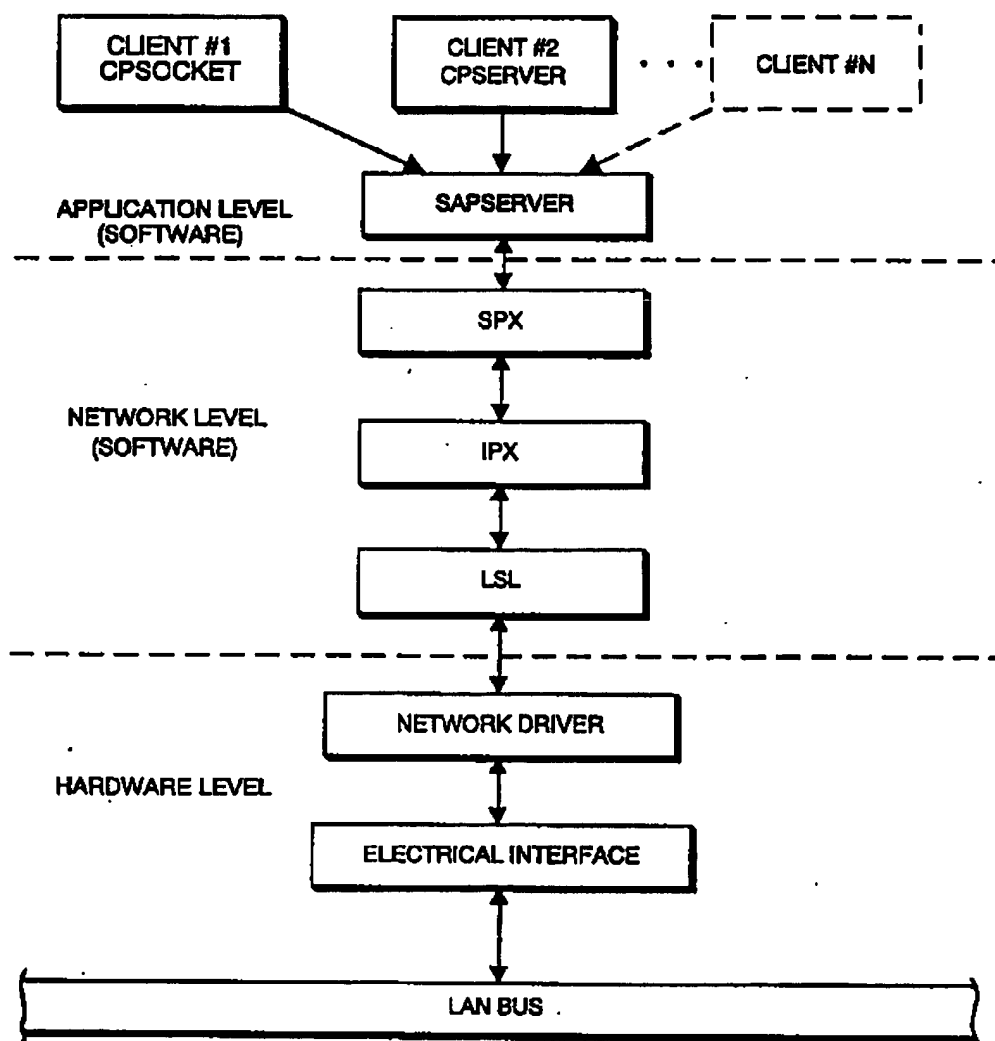 CLIENT #1
CPSOCKET
CLIENT #2
CPSERVER
CLIENT #N
SAPSERVER
APPLICATION LEVEL
(SOFTWARE)
SPX
NETWORK LEVEL
(SOFTWARE)
IPX
LSL
NETWORK DRIVER
HARDWARE LEVEL
ELECTRICAL INTERFACE
LAN BUS